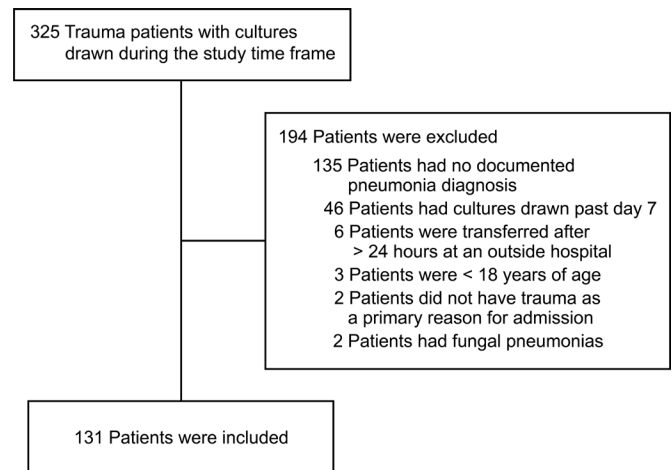 325 Trauma patients with cultures
drawn during the study time frame
194 Patients were excluded
135 Patients had no documented
pneumonia diagnosis
46 Patients had cultures drawn past day 7
6 Patients were transferred after
> 24 hours at an outside hospital
3 Patients were < 18 years of age
2 Patients did not have trauma as
a primary reason for admission
2 Patients had fungal pneumonias
131 Patients were included